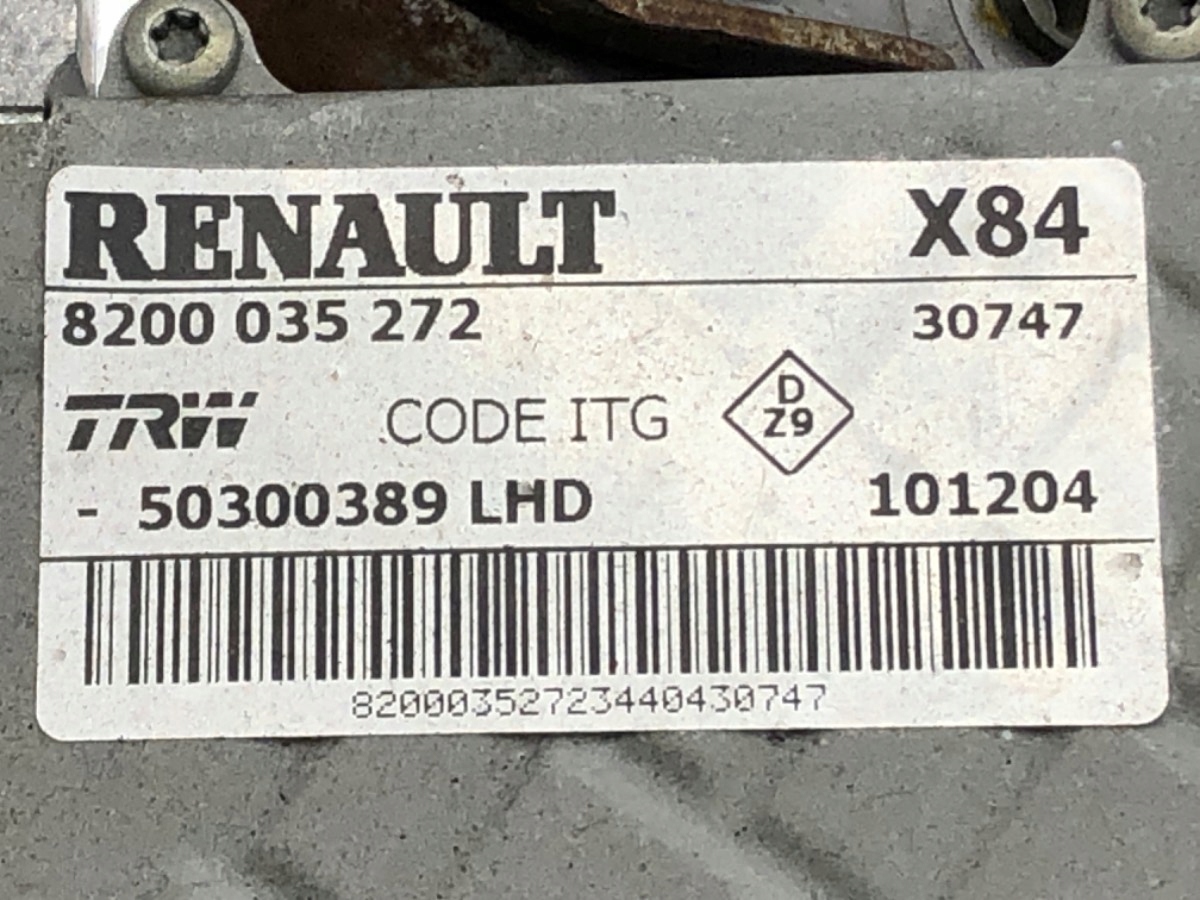 RENAULT X84
8200 035 272 30747
TRW CODE ITG D Z9
- 50300389 LHD 101204
82000352723440430747